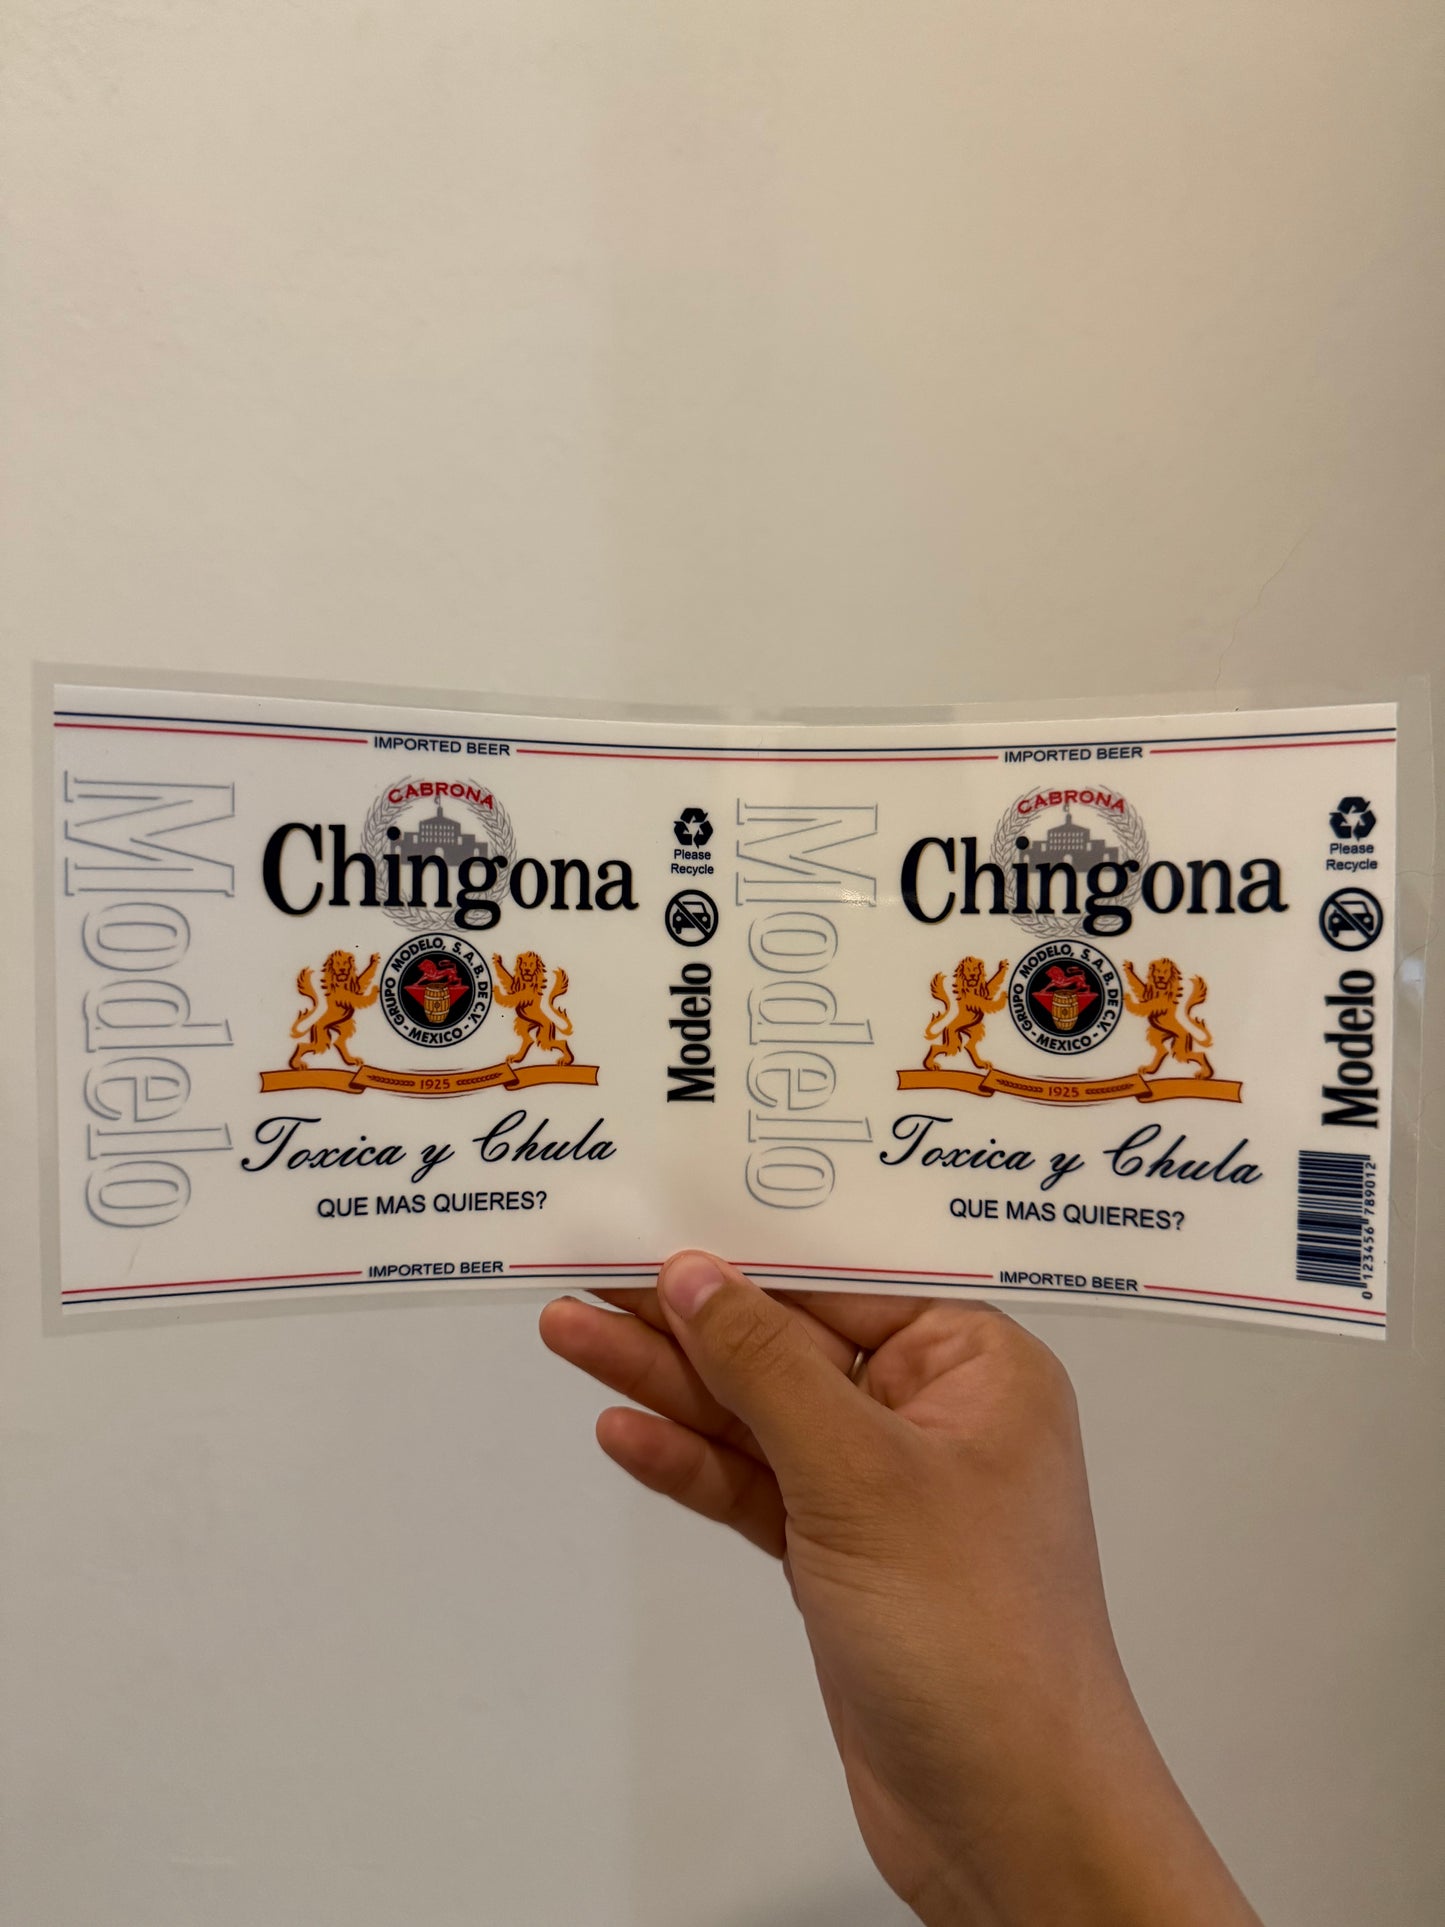 IMPORTED BEER
Modelo
CABRONA
Chingona
GRUPO MODELO, S.A.B. DE C.V.
- MEXICO -
1925
Toxica y Chula
QUE MAS QUIERES?
Please
Recycle
Modelo
IMPORTED BEER
IMPORTED BEER
Modelo
CABRONA
Chingona
GRUPO MODELO, S.A.B. DE C.V.
- MEXICO -
1925
Toxica y Chula
QUE MAS QUIERES?
Please
Recycle
Modelo
0 123456 789012
IMPORTED BEER